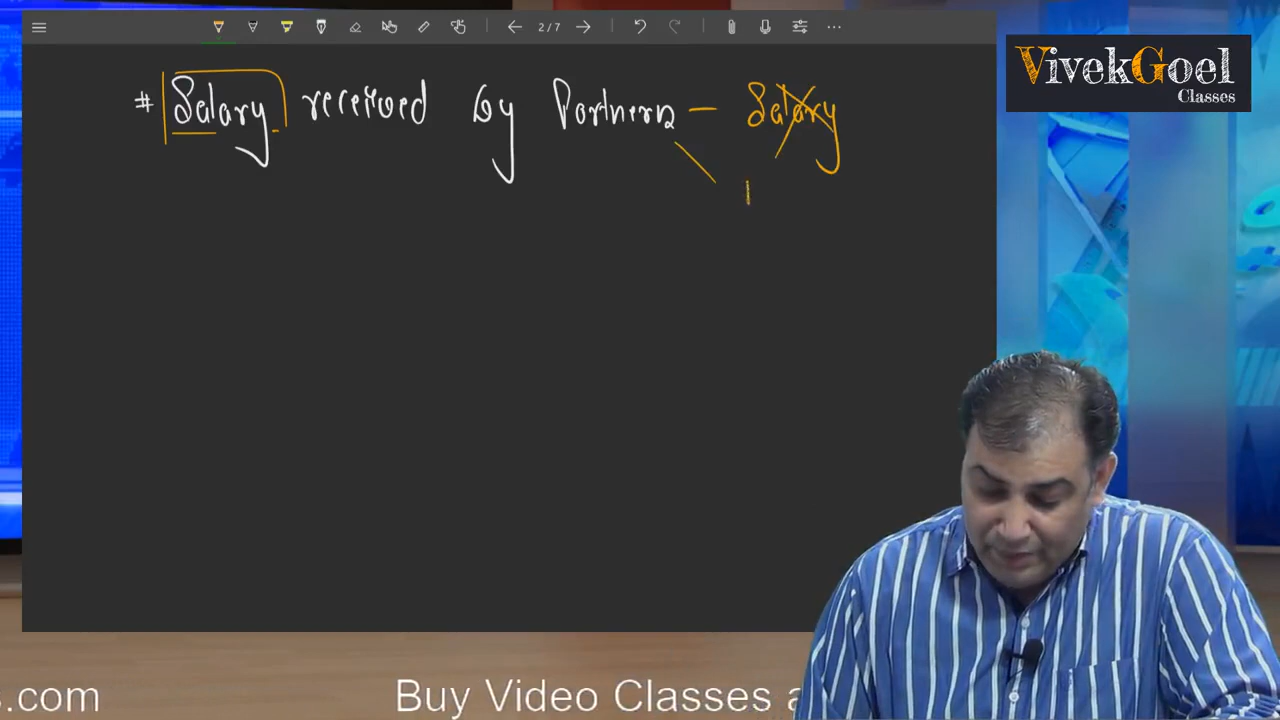 2/7
VivekGoel
Classes
# Salary received by Partners – Salary
s.com
Buy Video Classes a